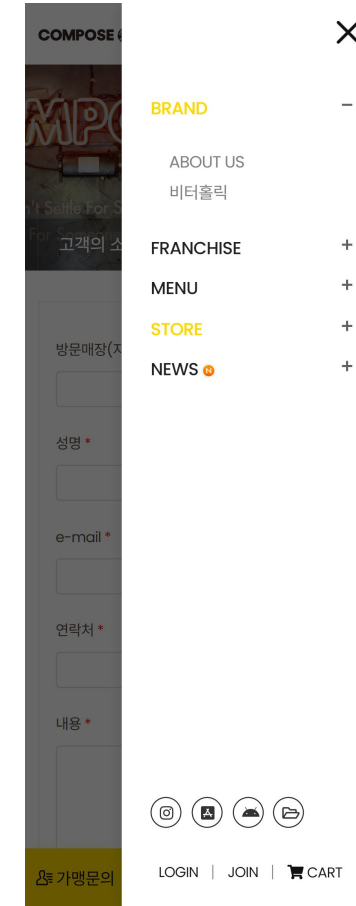 COMPOSE
BRAND
ABOUT US
비터홀릭
FRANCHISE
MENU
STORE
NEWS N
고객의 소
방문매장(지
성명 *
e-mail *
연락처 *
내용 *
가맹문의
LOGIN | JOIN | CART